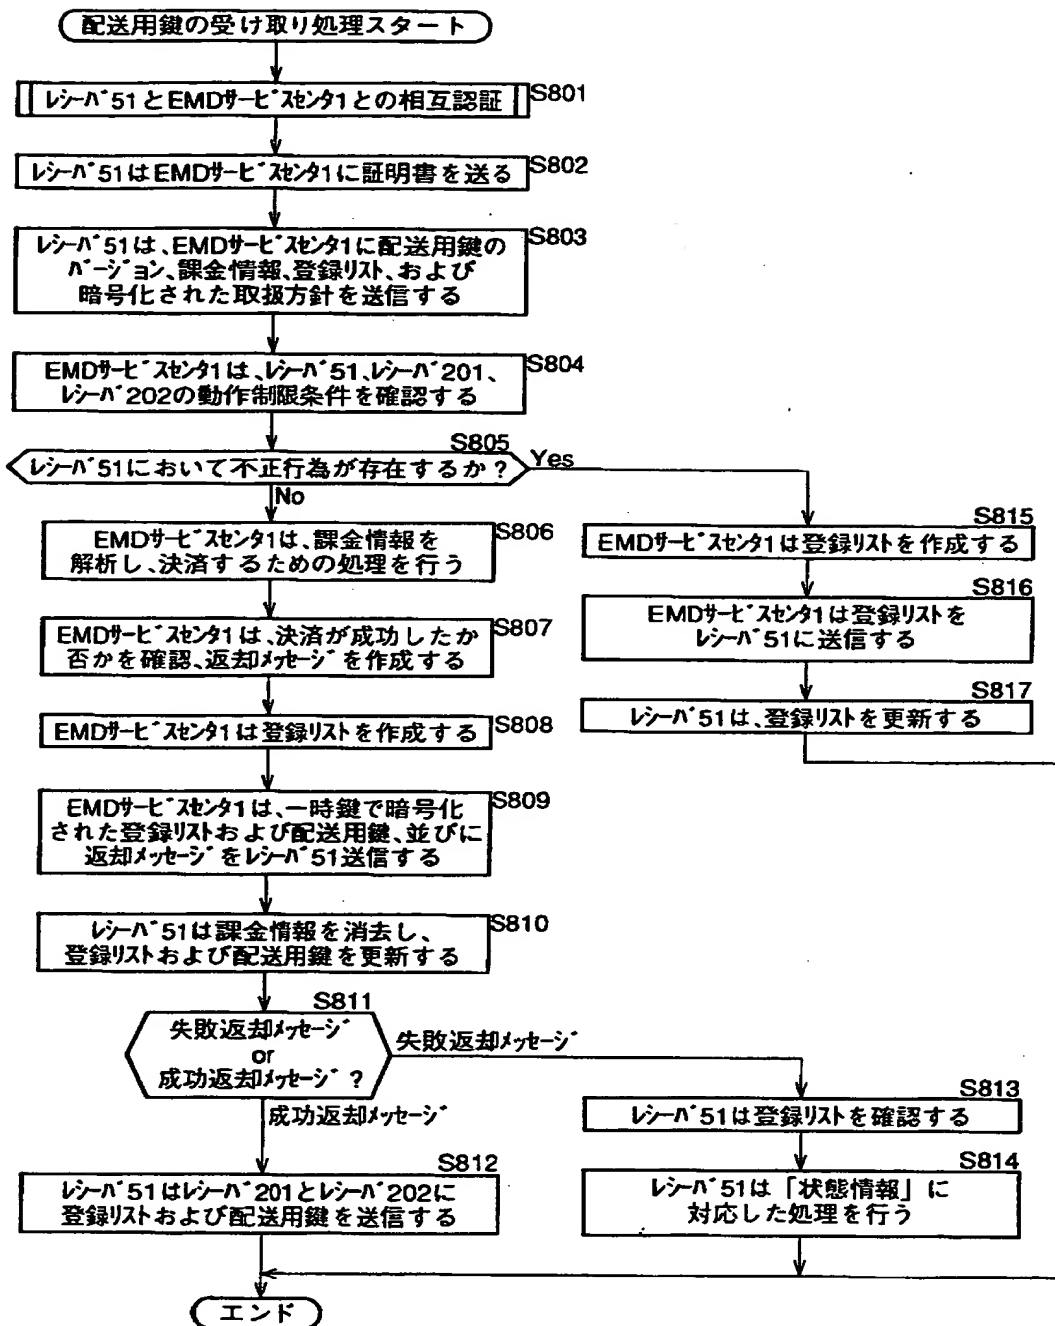 配送用鍵の受け取り処理スタート
レシーバ51とEMDサービスセンタ1との相互認証
S801
レシーバ51はEMDサービスセンタ1に証明書を送る
S802
レシーバ51は、EMDサービスセンタ1に配送用鍵の
バージョン、課金情報、登録リスト、および
暗号化された取扱方針を送信する
S803
EMDサービスセンタ1は、レシーバ51、レシーバ201、
レシーバ202の動作制限条件を確認する
S804
S805
レシーバ51において不正行為が存在するか?
Yes
No
EMDサービスセンタ1は、課金情報を
解析し、決済するための処理を行う
S806
EMDサービスセンタ1は、決済が成功したか
否かを確認、返却メッセージを作成する
S807
EMDサービスセンタ1は登録リストを作成する
S808
EMDサービスセンタ1は、一時鍵で暗号化
された登録リストおよび配送用鍵、並びに
返却メッセージをレシーバ51送信する
S809
レシーバ51は課金情報を消去し、
登録リストおよび配送用鍵を更新する
S810
S811
失敗返却メッセージ
or
成功返却メッセージ?
失敗返却メッセージ
成功返却メッセージ
S812
レシーバ51はレシーバ201とレシーバ202に
登録リストおよび配送用鍵を送信する
S815
EMDサービスセンタ1は登録リストを作成する
S816
EMDサービスセンタ1は登録リストを
レシーバ51に送信する
S817
レシーバ51は、登録リストを更新する
S813
レシーバ51は登録リストを確認する
S814
レシーバ51は「状態情報」に
対応した処理を行う
エンド